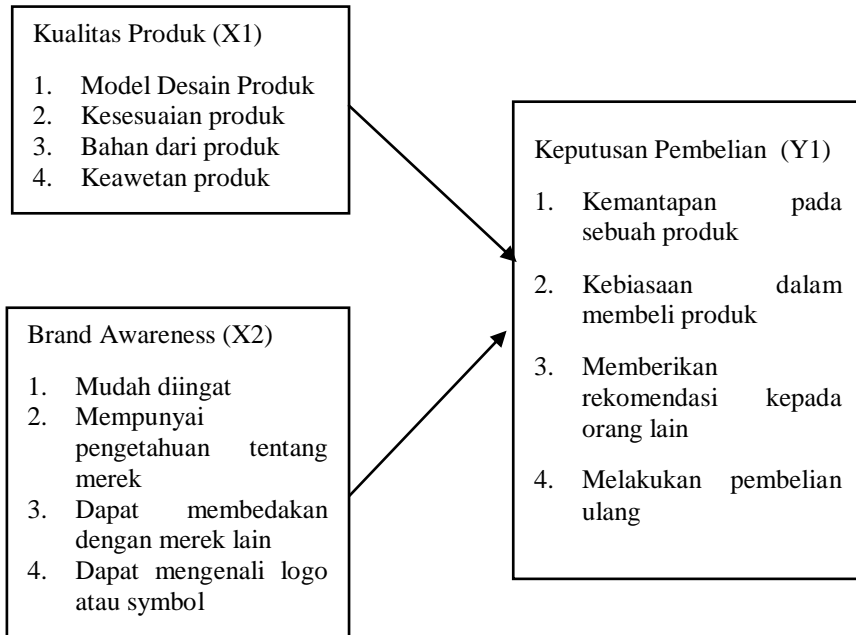 Kualitas Produk (X1)
1. Model Desain Produk
2. Kesesuaian produk
3. Bahan dari produk
4. Keawetan produk
Brand Awareness (X2)
1. Mudah diingat
2. Mempunyai
pengetahuan tentang
merek
3. Dapat membedakan
dengan merek lain
4. Dapat mengenali logo
atau symbol
Keputusan Pembelian (Y1)
1. Kemantapan pada
sebuah produk
2. Kebiasaan dalam
membeli produk
3. Memberikan
rekomendasi kepada
orang lain
4. Melakukan pembelian
ulang